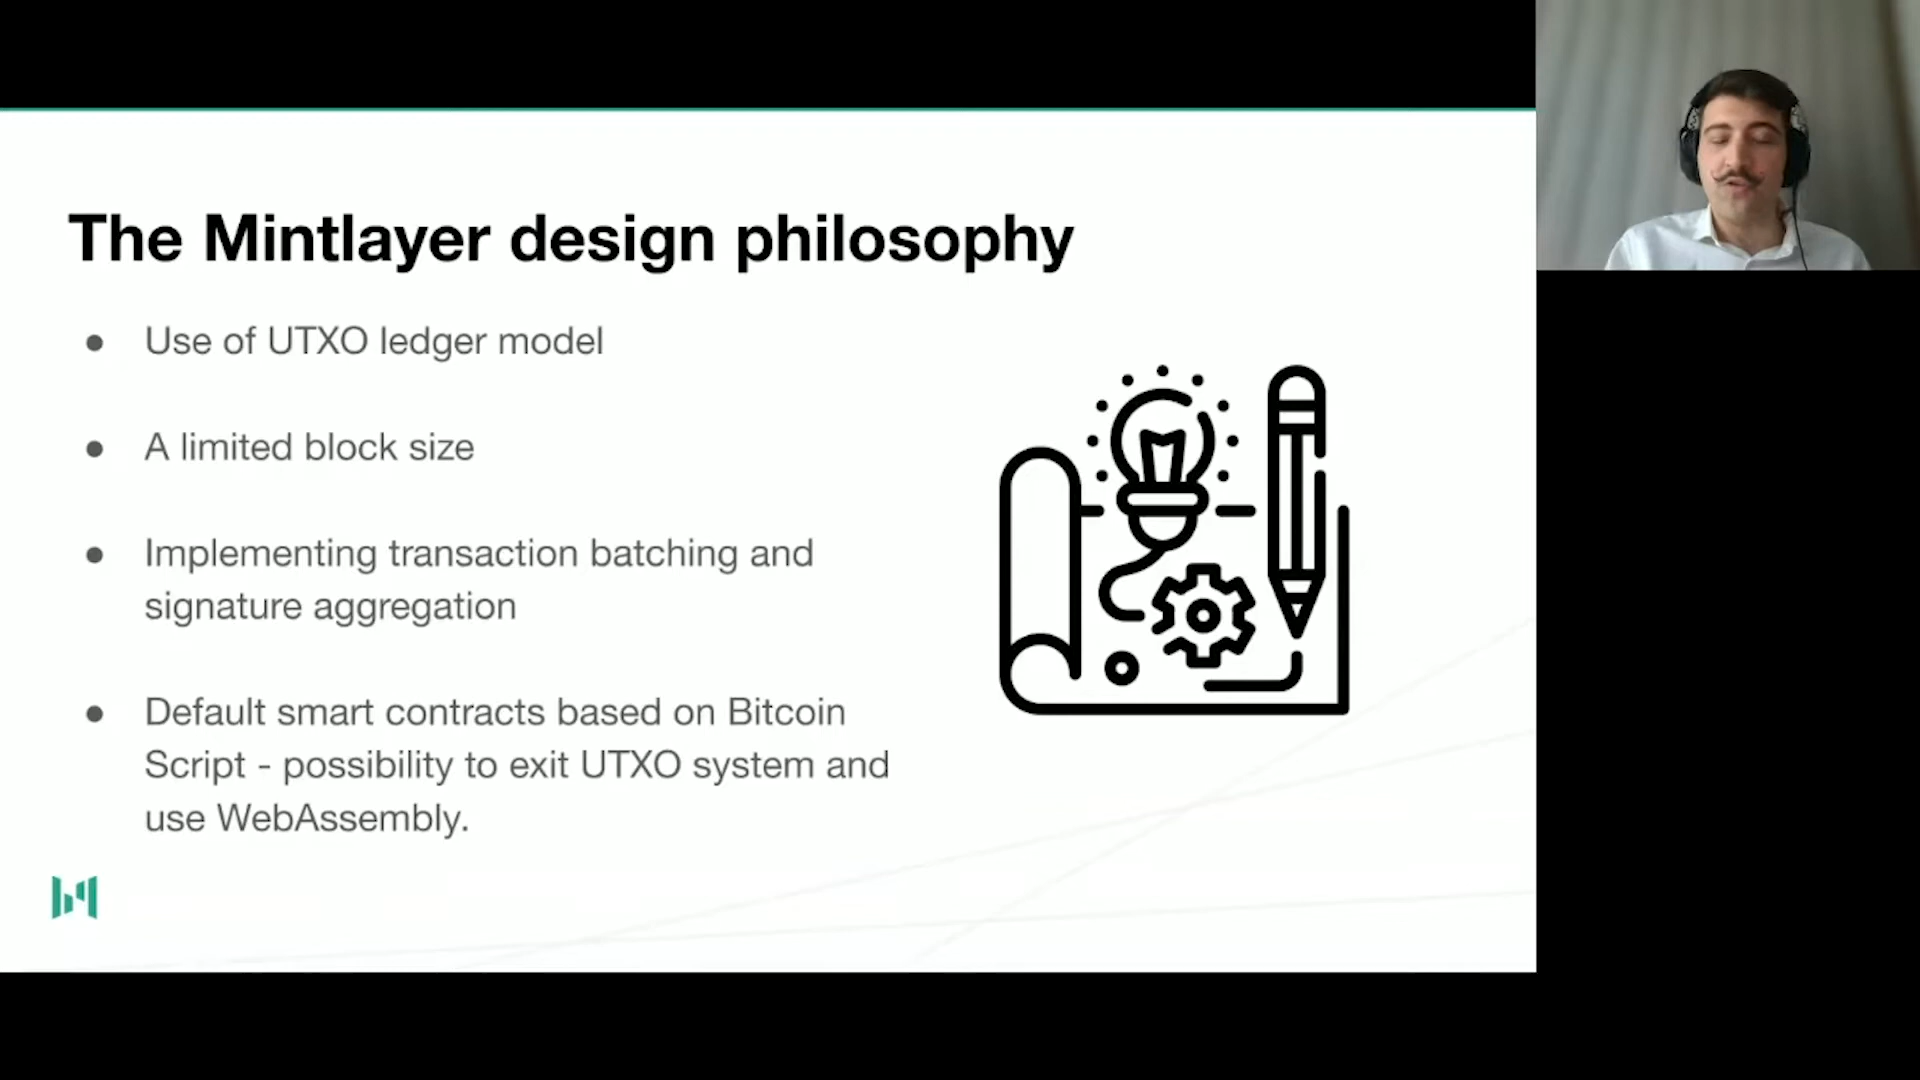 The Mintlayer design philosophy
● Use of UTXO ledger model
● A limited block size
● Implementing transaction batching and
signature aggregation
● Default smart contracts based on Bitcoin
Script - possibility to exit UTXO system and
use WebAssembly.